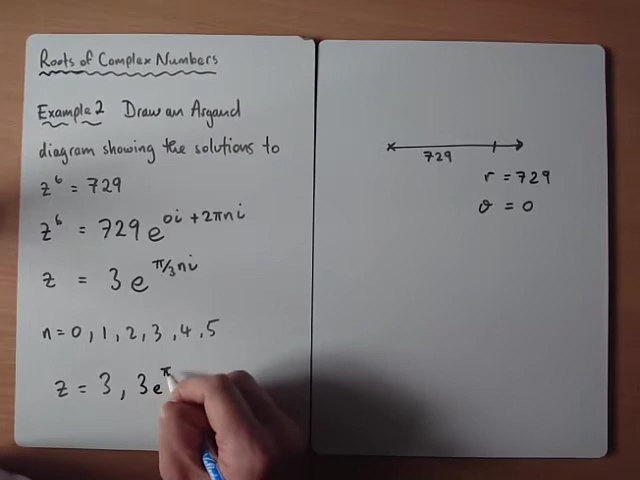 Roots of Complex Numbers
Example 2 Draw an Argand
diagram showing the solutions to
z⁶ = 729
z⁶ = 729 e^(0i + 2πni)
z = 3 e^(π/3 ni)
n = 0, 1, 2, 3, 4, 5
z = 3, 3e^π
729
r = 729
θ = 0